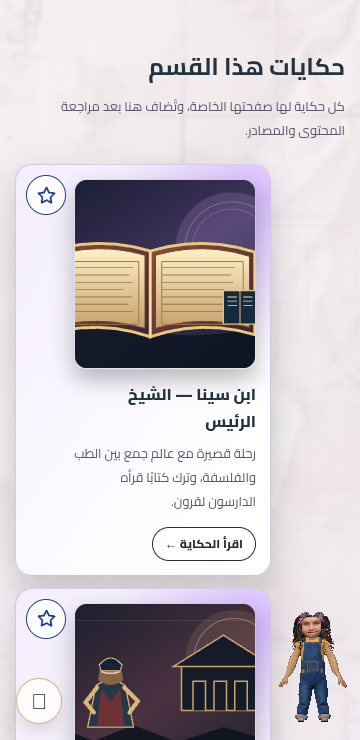 حكايات هذا القسم
كل حكاية لها صفحتها الخاصة، وتُضاف هنا بعد مراجعة
المحتوى والمصادر.
ابن سينا — الشيخ
الرئيس
رحلة قصيرة مع عالم جمع بين الطب
والفلسفة، وترك كتابًا قرأه
الدارسون لقرون.
اقرأ الحكاية ←